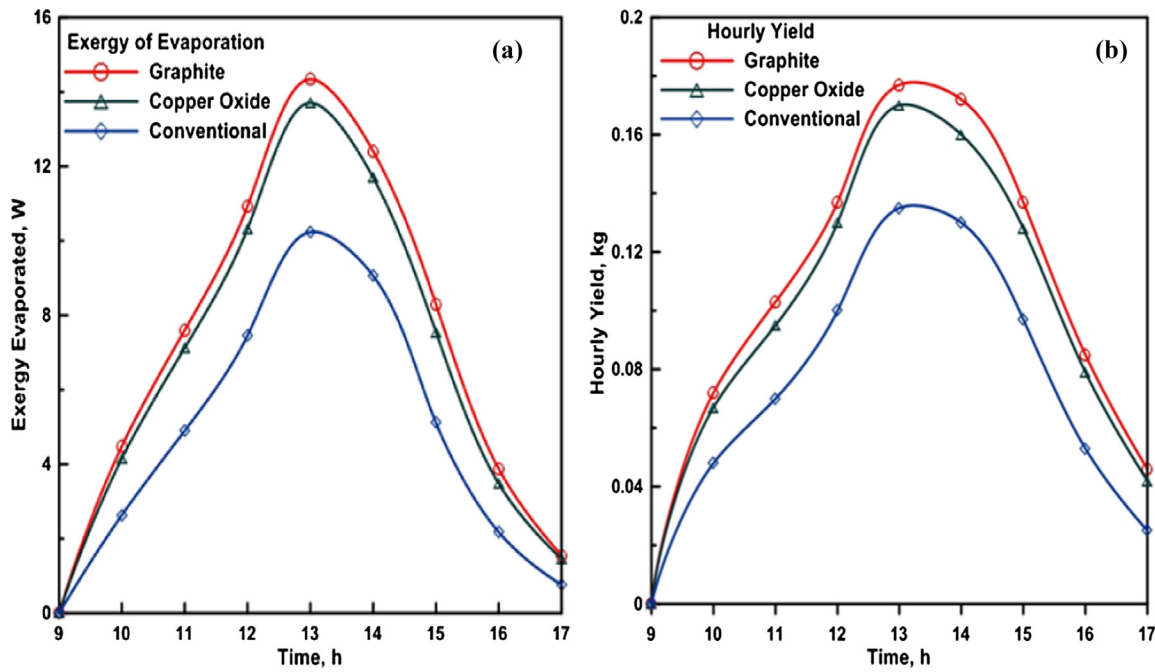 Exergy of Evaporation
Graphite
Copper Oxide
Conventional
(a)
16
12
8
4
0
Exergy Evaporated, W
9 10 11 12 13 14 15 16 17
Time, h
Hourly Yield
Graphite
Copper Oxide
Conventional
(b)
0.2
0.16
0.12
0.08
0.04
0
Hourly Yield, kg
9 10 11 12 13 14 15 16 17
Time, h